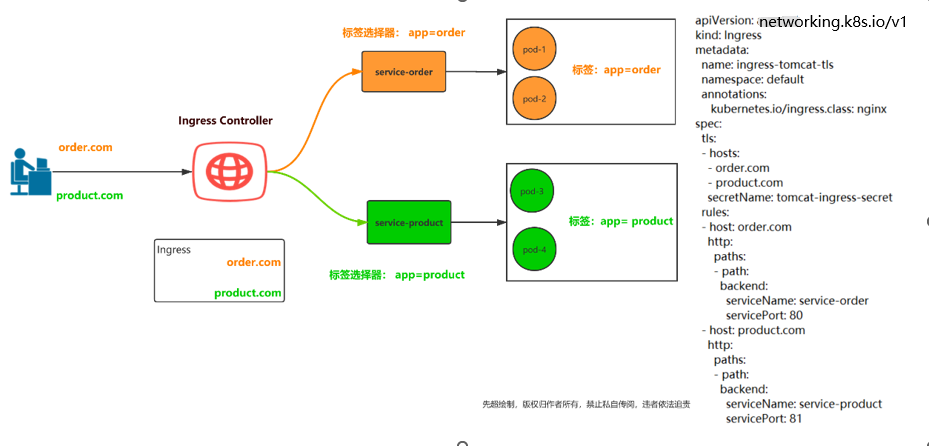 标签选择器： app=order
service-order
pod-1
pod-2
标签：app=order
Ingress Controller
order.com
product.com
service-product
标签选择器： app=product
pod-3
pod-4
标签：app= product
Ingress
order.com
product.com
先超绘制，版权归作者所有，禁止私自传阅，违者依法追责
apiVersion: networking.k8s.io/v1
kind: Ingress
metadata:
name: ingress-tomcat-tls
namespace: default
annotations:
kubernetes.io/ingress.class: nginx
spec:
tls:
- hosts:
- order.com
- product.com
secretName: tomcat-ingress-secret
rules:
- host: order.com
http:
paths:
- path:
backend:
serviceName: service-order
servicePort: 80
- host: product.com
http:
paths:
- path:
backend:
serviceName: service-product
servicePort: 81